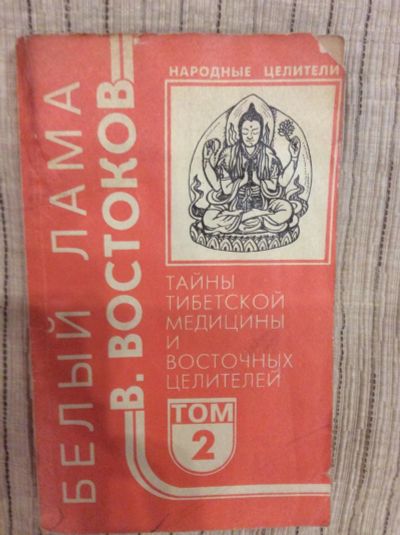 БЕЛЫЙ ЛАМА
В. ВОСТОКОВ
НАРОДНЫЕ ЦЕЛИТЕЛИ
ТАЙНЫ
ТИБЕТСКОЙ
МЕДИЦИНЫ
И
ВОСТОЧНЫХ
ЦЕЛИТЕЛЕЙ
ТОМ
2